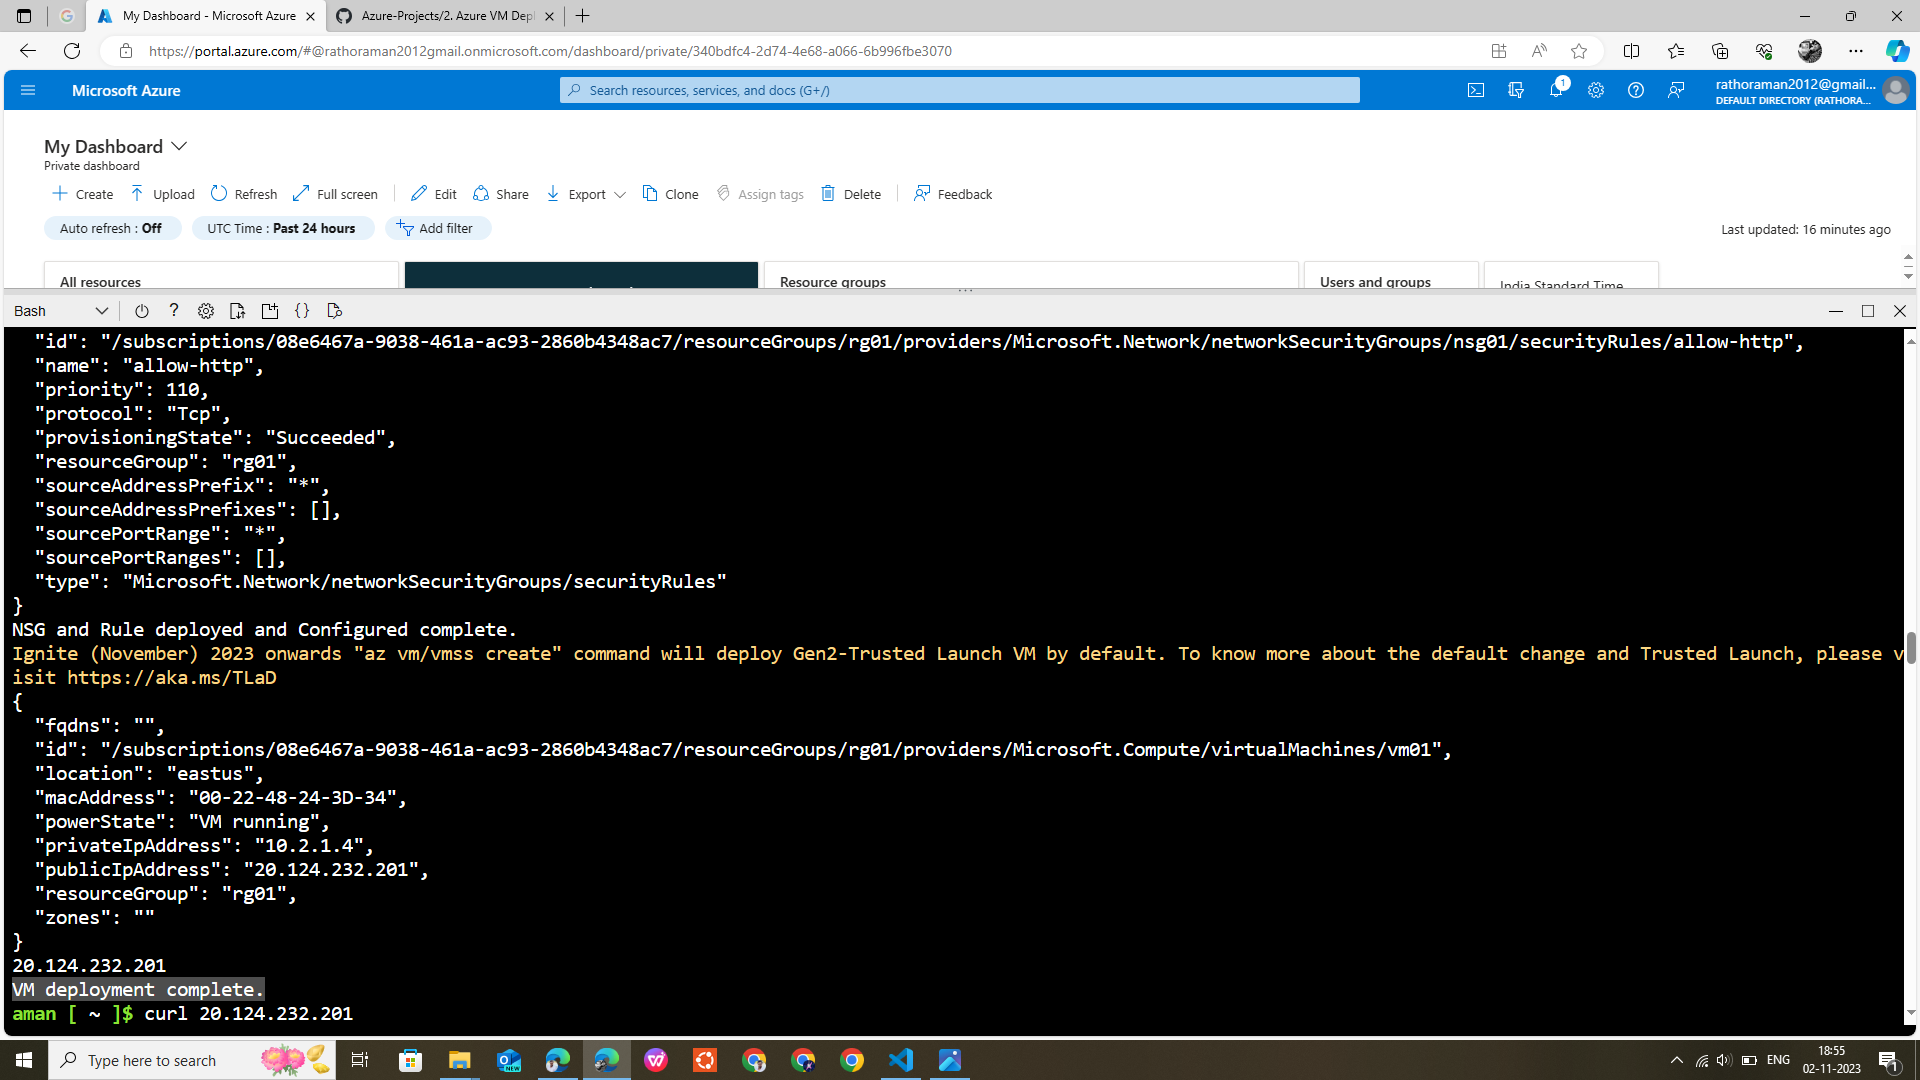 My Dashboard - Microsoft Azure
Azure-Projects/2. Azure VM Depl
https://portal.azure.com/#@rathoraman2012gmail.onmicrosoft.com/dashboard/private/340bdfc4-2d74-4e68-a066-6b996fbe3070
Microsoft Azure
Search resources, services, and docs (G+/)
1
rathoraman2012@gmail...
DEFAULT DIRECTORY (RATHORA...
My Dashboard
Private dashboard
Create
Upload
Refresh
Full screen
Edit
Share
Export
Clone
Assign tags
Delete
Feedback
Auto refresh : Off
UTC Time : Past 24 hours
Add filter
Last updated: 16 minutes ago
All resources
Resource groups
Users and groups
India Standard Time
Bash
"id": "/subscriptions/08e6467a-9038-461a-ac93-2860b4348ac7/resourceGroups/rg01/providers/Microsoft.Network/networkSecurityGroups/nsg01/securityRules/allow-http",
"name": "allow-http",
"priority": 110,
"protocol": "Tcp",
"provisioningState": "Succeeded",
"resourceGroup": "rg01",
"sourceAddressPrefix": "*",
"sourceAddressPrefixes": [],
"sourcePortRange": "*",
"sourcePortRanges": [],
"type": "Microsoft.Network/networkSecurityGroups/securityRules"
}
NSG and Rule deployed and Configured complete.
Ignite (November) 2023 onwards "az vm/vmss create" command will deploy Gen2-Trusted Launch VM by default. To know more about the default change and Trusted Launch, please v
isit https://aka.ms/TLaD
{
"fqdns": "",
"id": "/subscriptions/08e6467a-9038-461a-ac93-2860b4348ac7/resourceGroups/rg01/providers/Microsoft.Compute/virtualMachines/vm01",
"location": "eastus",
"macAddress": "00-22-48-24-3D-34",
"powerState": "VM running",
"privateIpAddress": "10.2.1.4",
"publicIpAddress": "20.124.232.201",
"resourceGroup": "rg01",
"zones": ""
}
20.124.232.201
VM deployment complete.
aman [ ~ ]$ curl 20.124.232.201
Type here to search
NEW
ENG
18:55
02-11-2023
1